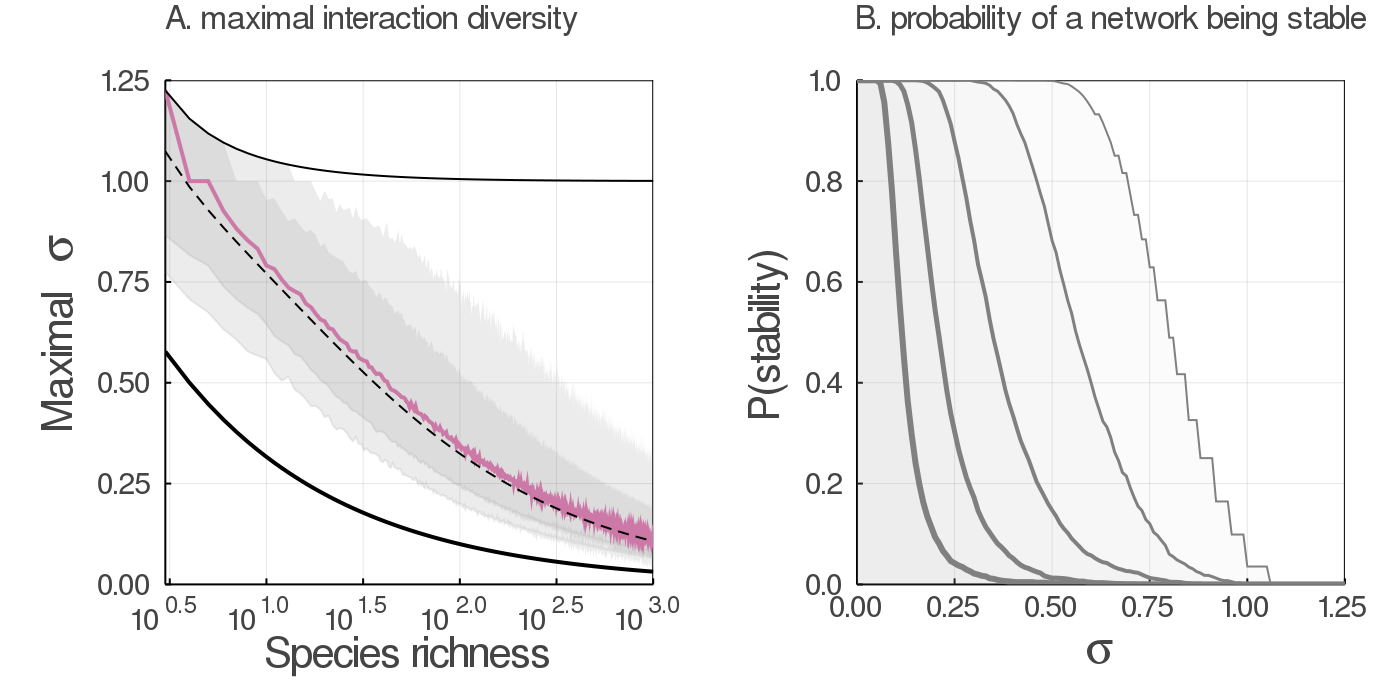 A. maximal interaction diversity
1.25
1.00
0.75
0.50
0.25
0.00
Maximal σ
10^0.5 10^1.0 10^1.5 10^2.0 10^2.5 10^3.0
Species richness
B. probability of a network being stable
1.0
0.8
0.6
0.4
0.2
0.0
P(stability)
0.00 0.25 0.50 0.75 1.00 1.25
σ